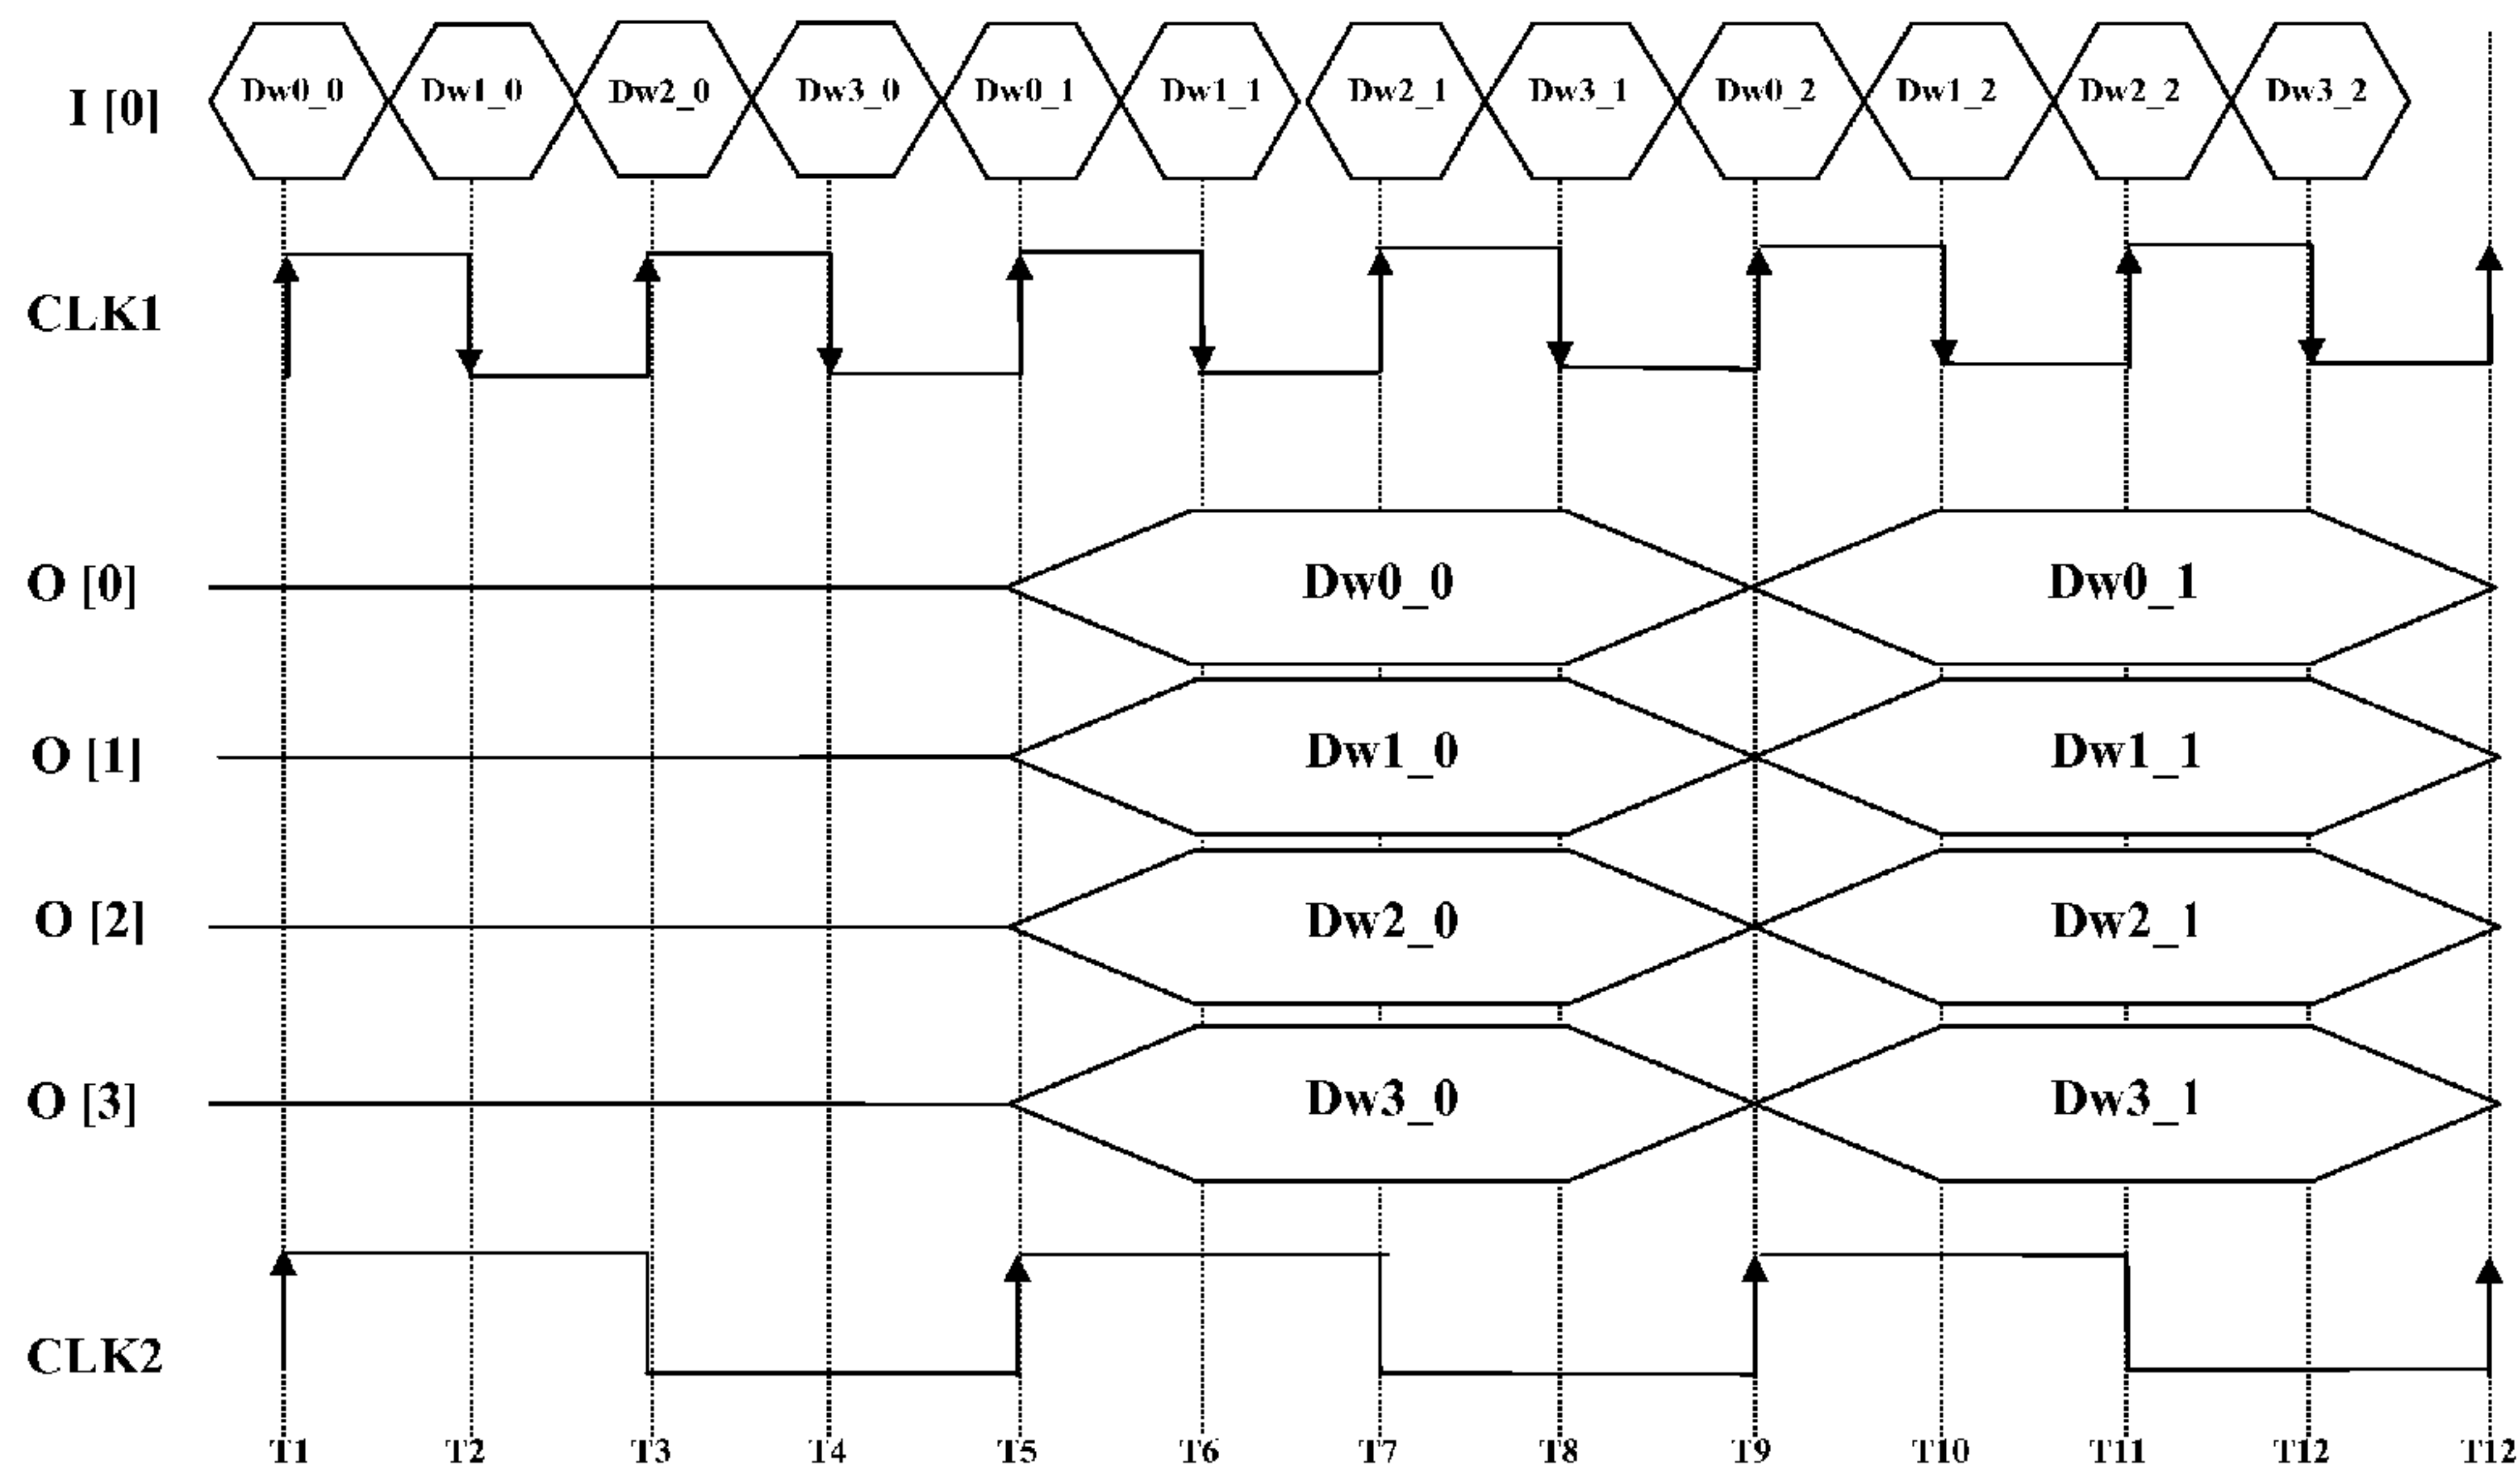 I [0] Dw0_0 Dw1_0 Dw2_0 Dw3_0 Dw0_1 Dw1_1 Dw2_1 Dw3_1 Dw0_2 Dw1_2 Dw2_2 Dw3_2
CLK1
O [0] Dw0_0 Dw0_1
O [1] Dw1_0 Dw1_1
O [2] Dw2_0 Dw2_1
O [3] Dw3_0 Dw3_1
CLK2
T1 T2 T3 T4 T5 T6 T7 T8 T9 T10 T11 T12 T12